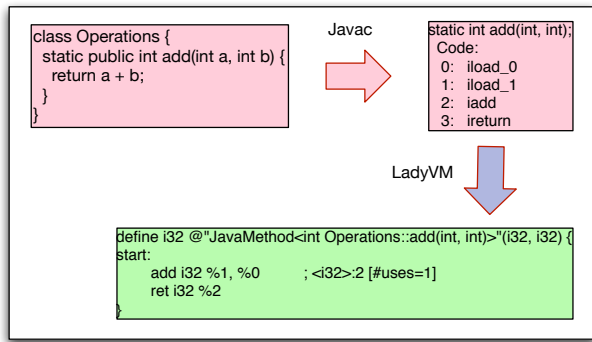 class Operations {
static public int add(int a, int b) {
return a + b;
}
}
Javac
static int add(int, int);
Code:
0: iload_0
1: iload_1
2: iadd
3: ireturn
LadyVM
define i32 @"JavaMethod<int Operations::add(int, int)>"(i32, i32) {
start:
add i32 %1, %0 ; <i32>:2 [#uses=1]
ret i32 %2
}